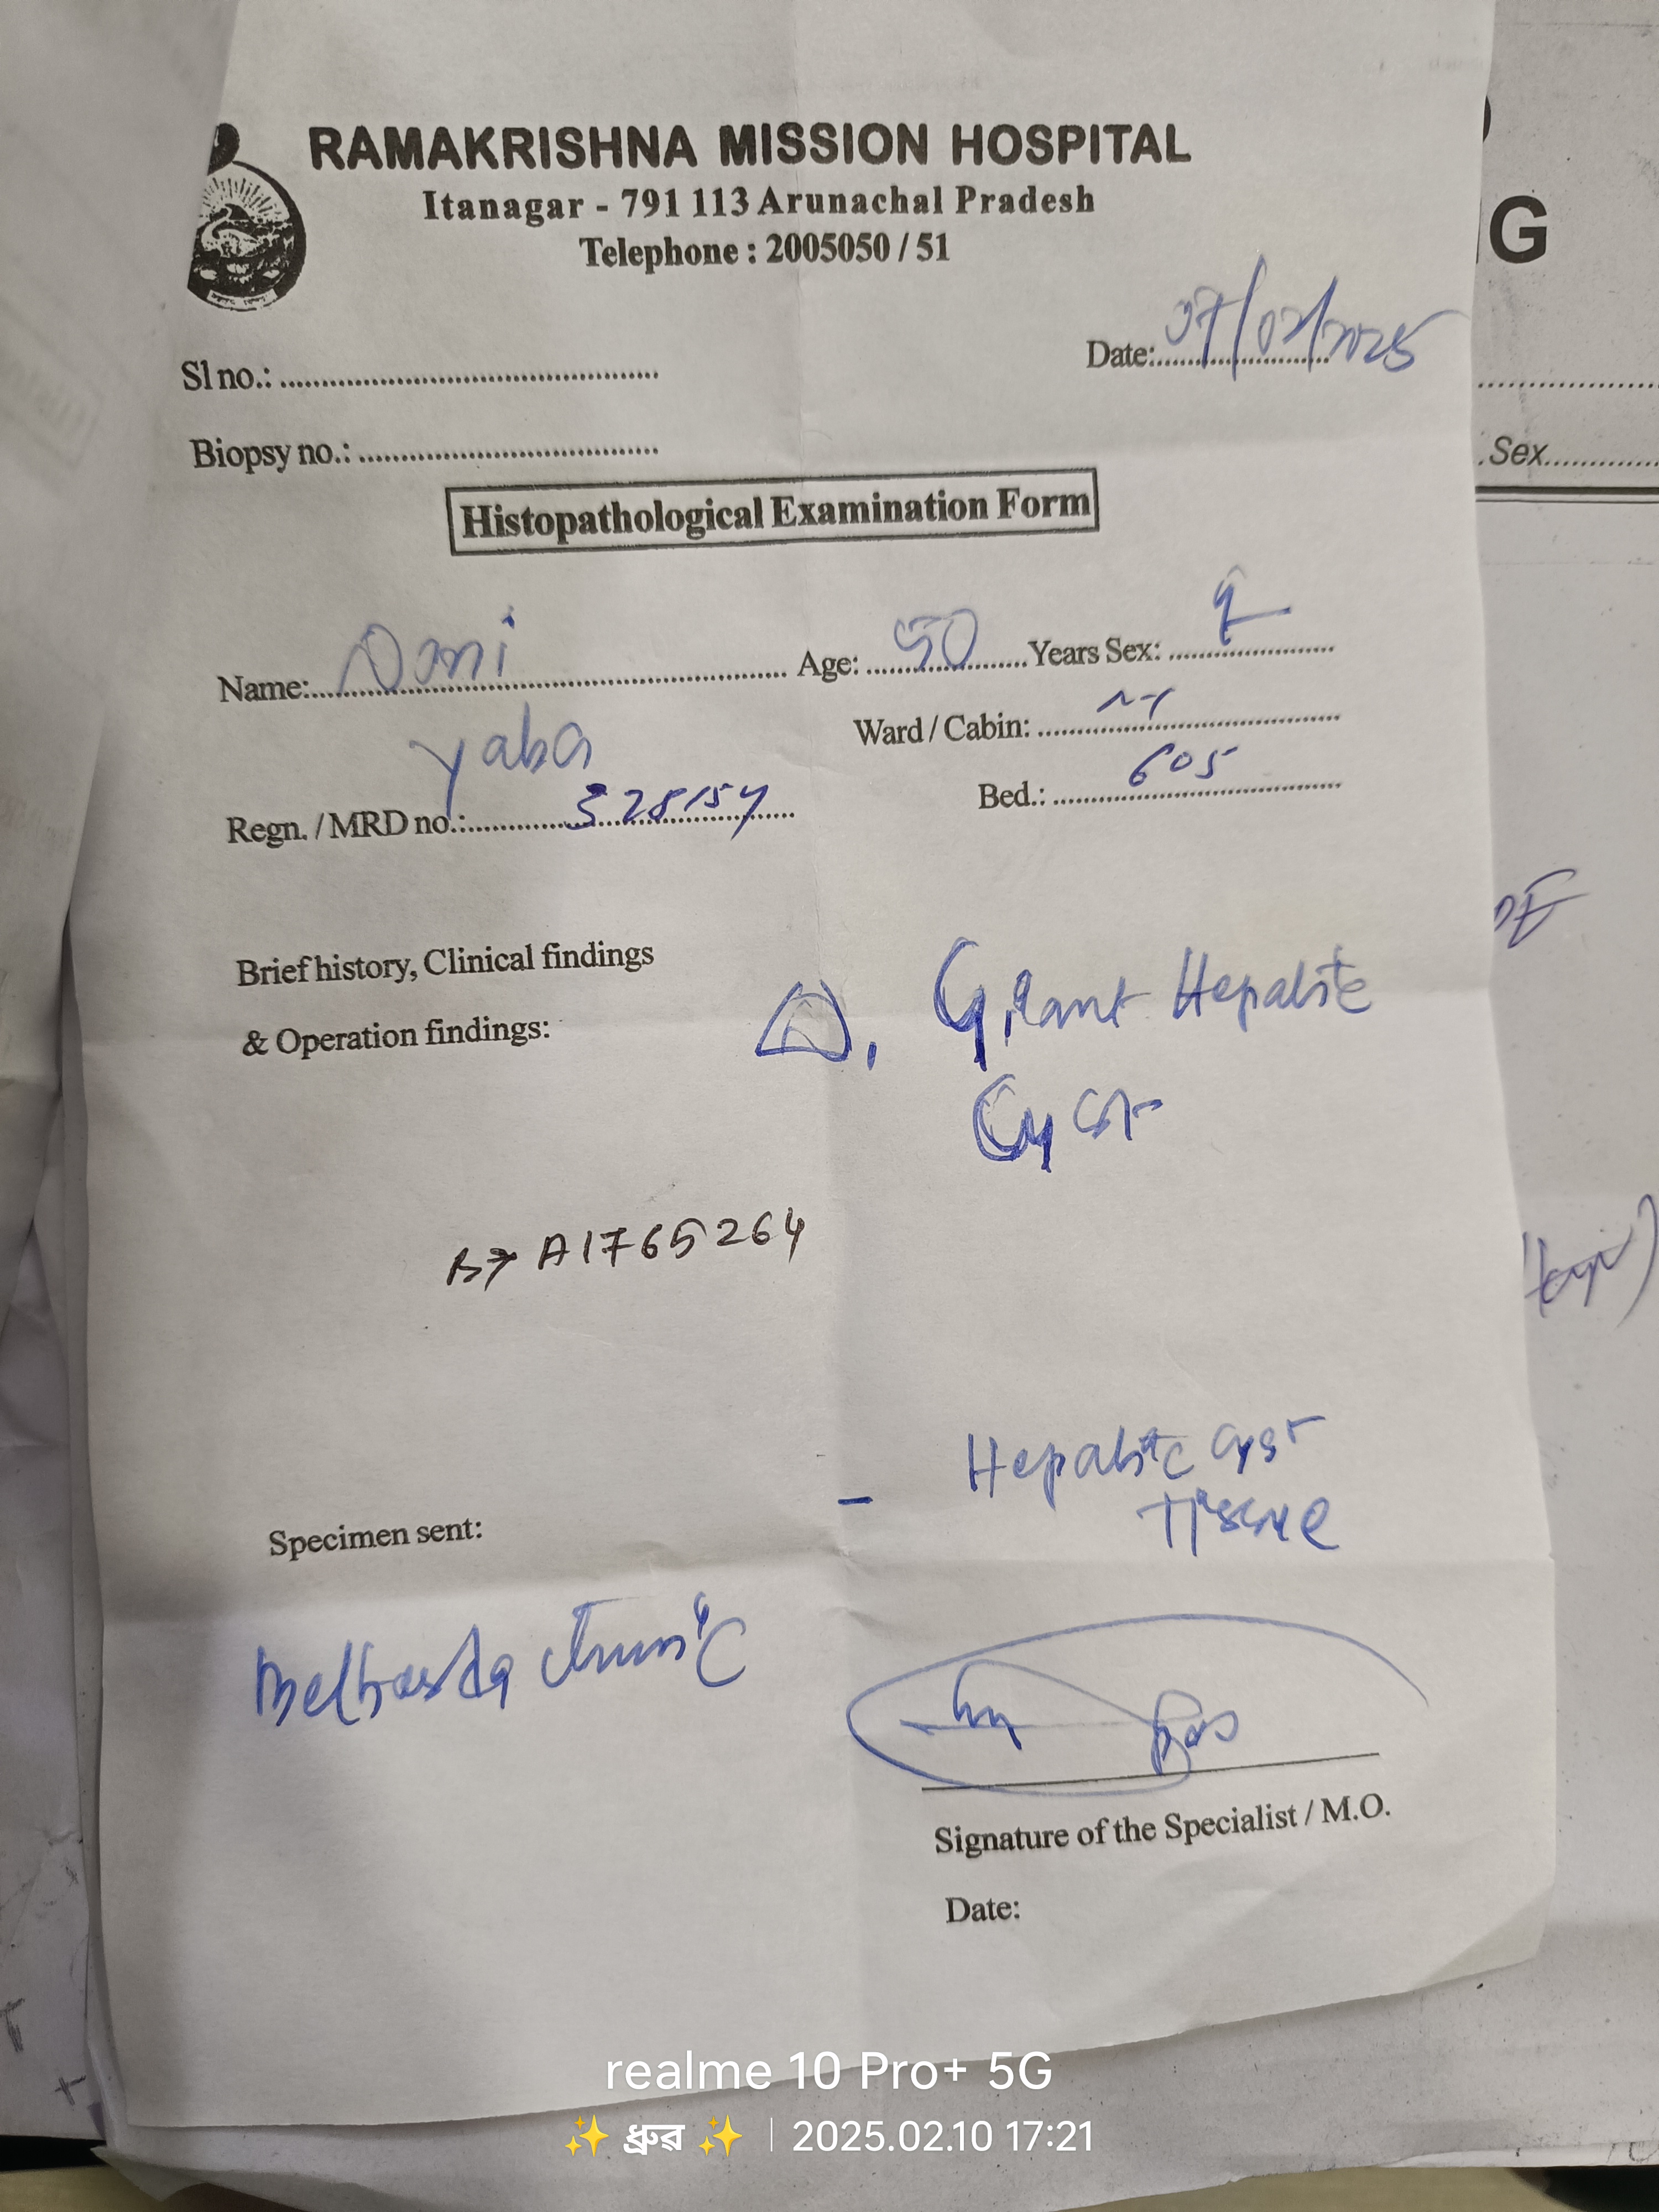 RAMAKRISHNA MISSION HOSPITAL
Itanagar - 791 113 Arunachal Pradesh
Telephone : 2005050 / 51
G
Sl no.: Date: 07/02/2025
Biopsy no.:
Sex
Histopathological Examination Form
Name: Age: 50 Years Sex:
Yaba Ward / Cabin:
Regn. / MRD no.: 328154 Bed.: 605
Brief history, Clinical findings
& Operation findings: Δ, Giant Hepatic
Cyst
A1765264
Hepatic cyst
Specimen sent: - Tissue
Signature of the Specialist / M.O.
Date:
realme 10 Pro+ 5G
✨ ধ্ৰুৱ ✨ | 2025.02.10 17:21